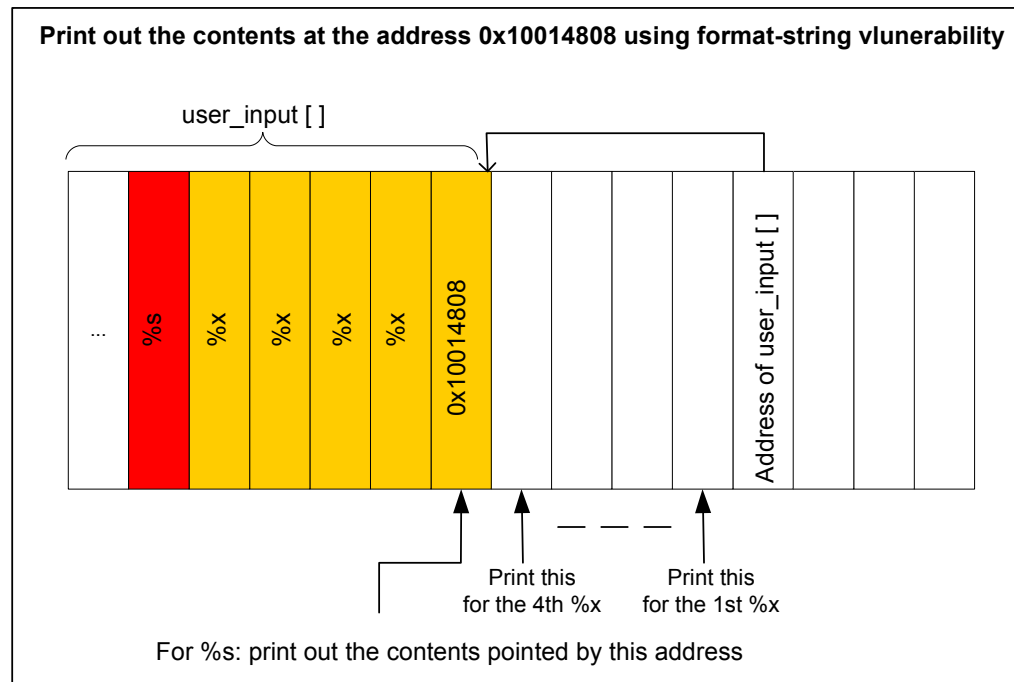 Print out the contents at the address 0x10014808 using format-string vlunerability
user_input [ ]
...
%s
%x
%x
%x
%x
0x10014808
Address of user_input [ ]
Print this
for the 4th %x
Print this
for the 1st %x
For %s: print out the contents pointed by this address